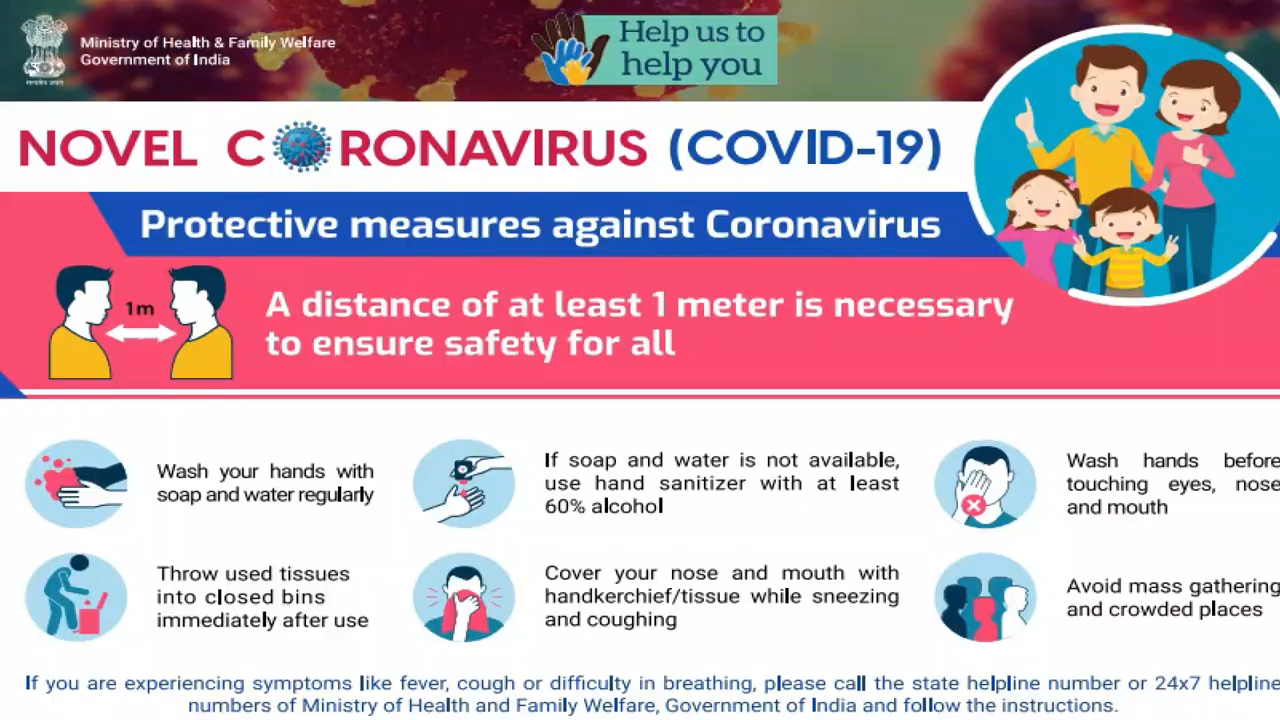 Ministry of Health & Family Welfare
Government of India
सत्यमेव जयते
Help us to
help you
NOVEL CORONAVIRUS (COVID-19)
Protective measures against Coronavirus
1m
A distance of at least 1 meter is necessary
to ensure safety for all
Wash your hands with
soap and water regularly
If soap and water is not available,
use hand sanitizer with at least
60% alcohol
Wash hands before
touching eyes, nose
and mouth
Throw used tissues
into closed bins
immediately after use
Cover your nose and mouth with
handkerchief/tissue while sneezing
and coughing
Avoid mass gathering
and crowded places
If you are experiencing symptoms like fever, cough or difficulty in breathing, please call the state helpline number or 24x7 helpline
numbers of Ministry of Health and Family Welfare, Government of India and follow the instructions.